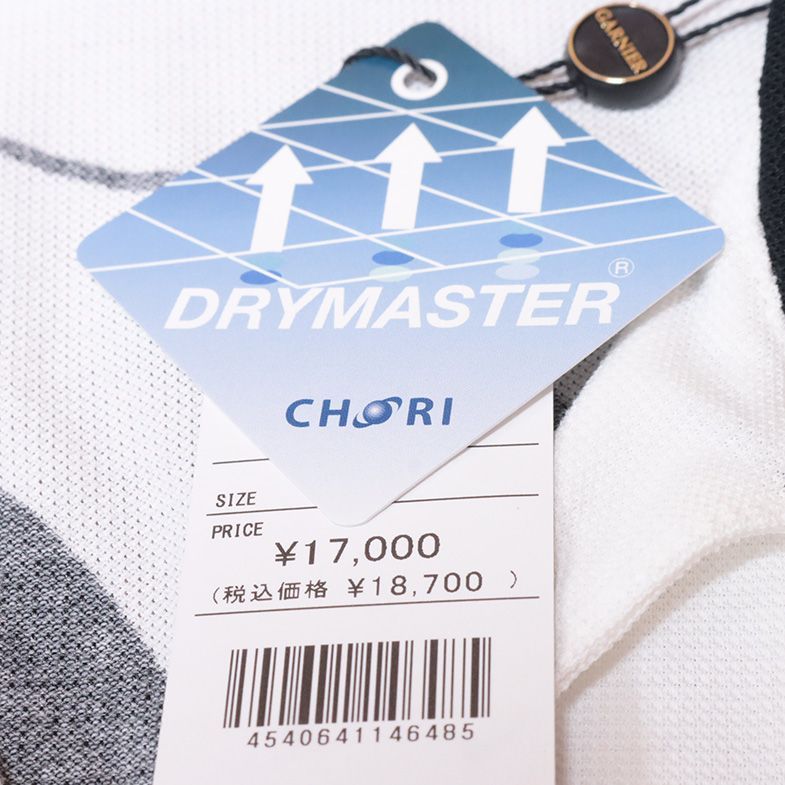 GARNIER
DRYMASTER®
CHORI
SIZE
PRICE
¥17,000
(税込価格 ¥18,700 )
4540641146485